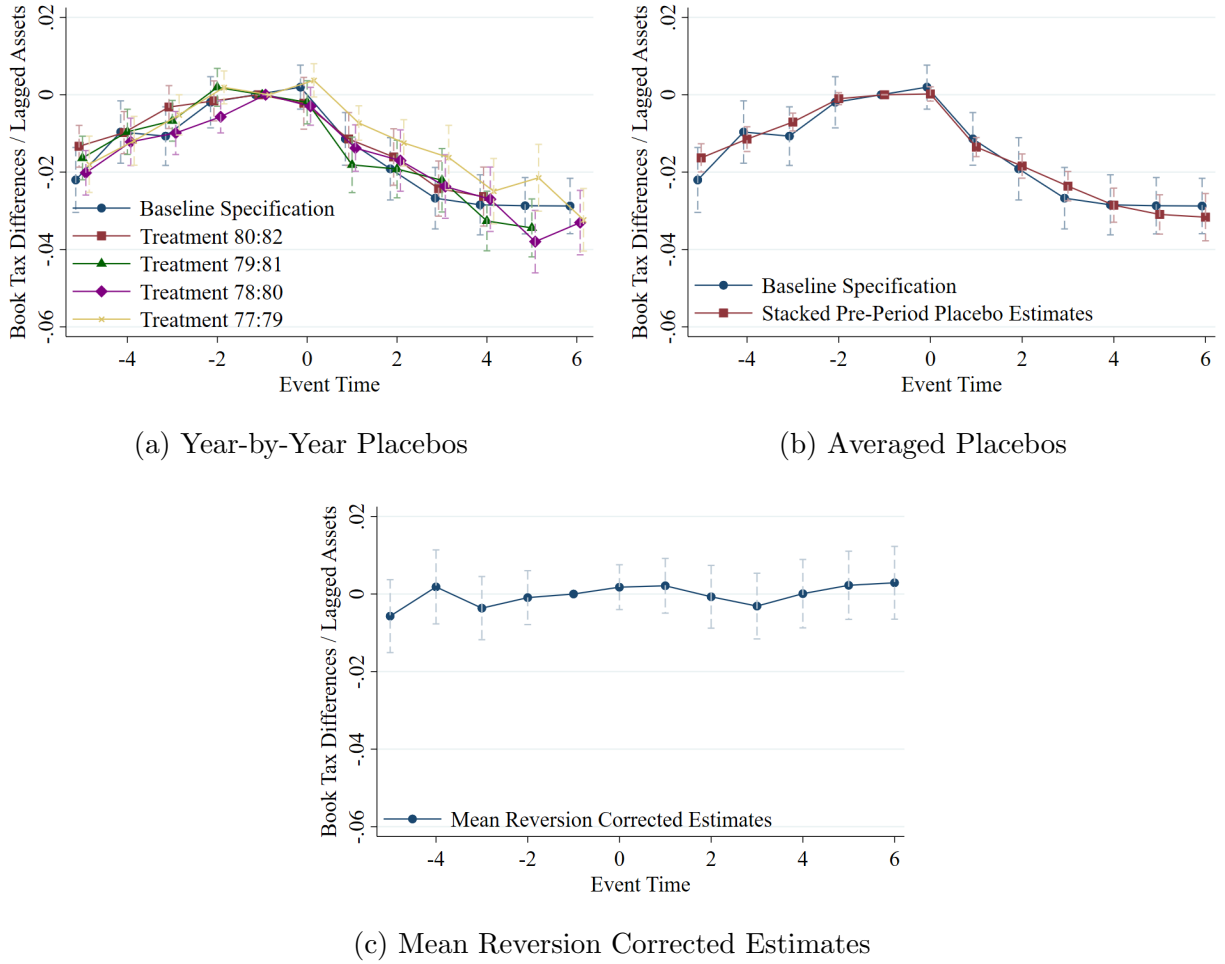 Book Tax Differences / Lagged Assets
.02
0
-.02
-.04
-.06
Baseline Specification
Treatment 80:82
Treatment 79:81
Treatment 78:80
Treatment 77:79
-4 -2 0 2 4 6
Event Time
(a) Year-by-Year Placebos
Book Tax Differences / Lagged Assets
.02
0
-.02
-.04
-.06
Baseline Specification
Stacked Pre-Period Placebo Estimates
-4 -2 0 2 4 6
Event Time
(b) Averaged Placebos
Book Tax Differences / Lagged Assets
.02
0
-.02
-.04
-.06
Mean Reversion Corrected Estimates
-4 -2 0 2 4 6
Event Time
(c) Mean Reversion Corrected Estimates